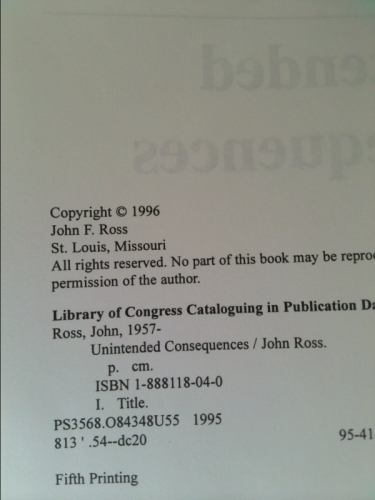 Copyright © 1996
John F. Ross
St. Louis, Missouri
All rights reserved. No part of this book may be
permission of the author.
Library of Congress Cataloguing in Publication
Ross, John, 1957-
Unintended Consequences / John Ross.
p. cm.
ISBN 1-888118-04-0
I. Title.
PS3568.O84348U55 1995
813 ' .54--dc20
95-41
Fifth Printing